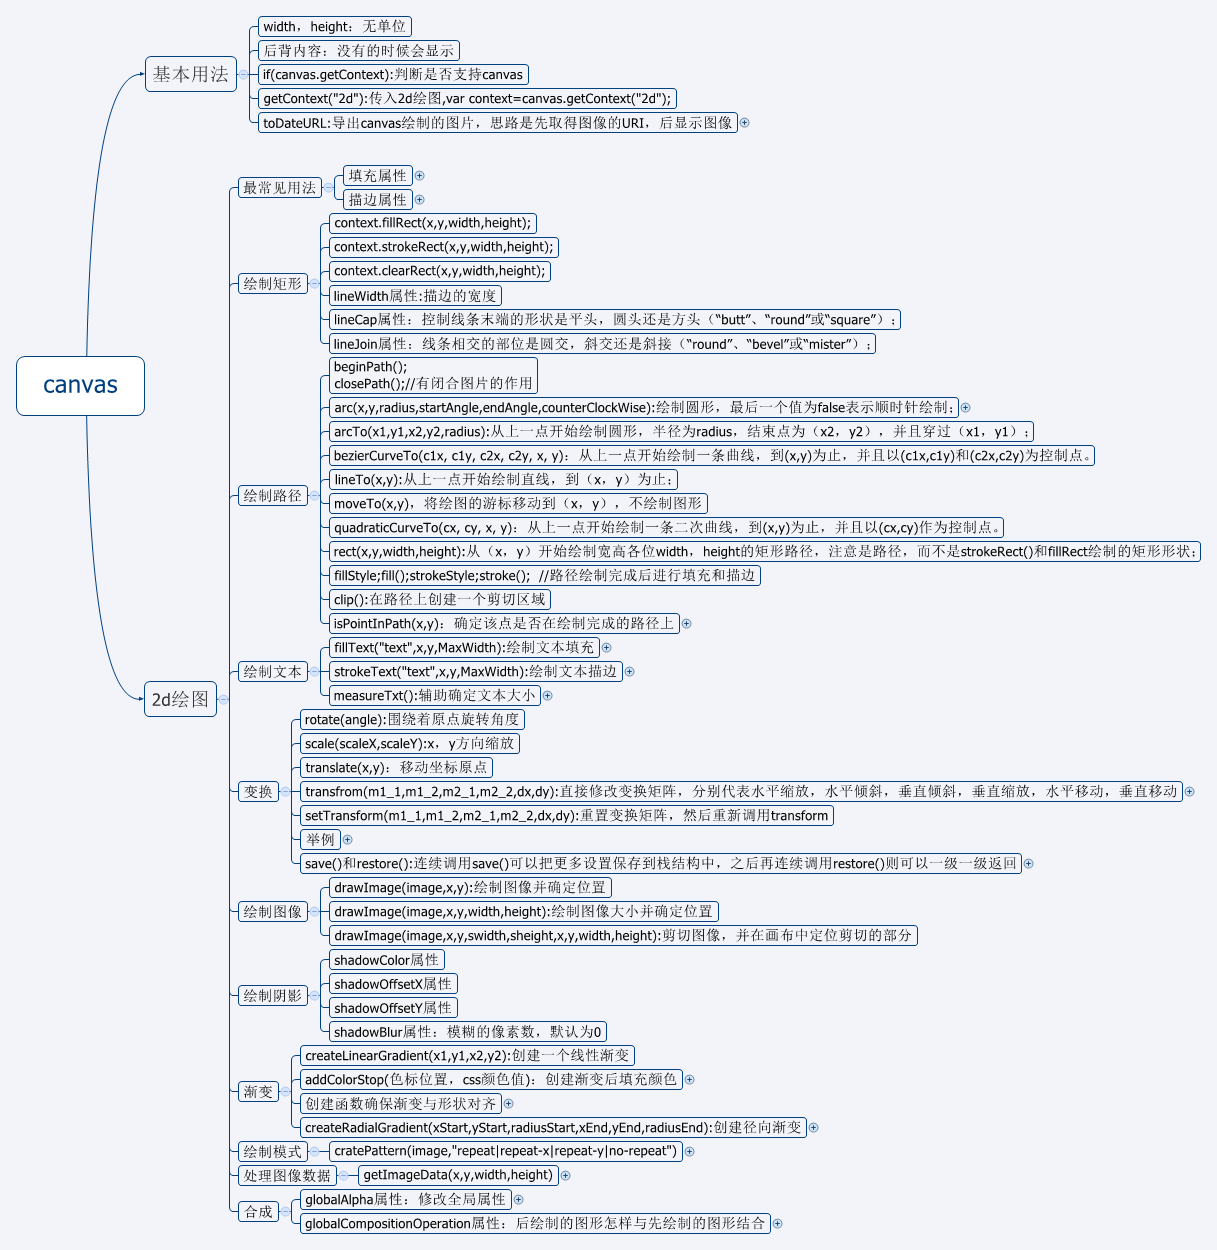 canvas
基本用法
width，height：无单位
后背内容：没有的时候会显示
if(canvas.getContext):判断是否支持canvas
getContext("2d"):传入2d绘图,var context=canvas.getContext("2d");
toDateURL:导出canvas绘制的图片，思路是先取得图像的URI，后显示图像
2d绘图
最常见用法
填充属性
描边属性
绘制矩形
context.fillRect(x,y,width,height);
context.strokeRect(x,y,width,height);
context.clearRect(x,y,width,height);
lineWidth属性:描边的宽度
lineCap属性：控制线条末端的形状是平头，圆头还是方头（“butt”、“round”或“square”）；
lineJoin属性：线条相交的部位是圆交，斜交还是斜接（“round”、“bevel”或“mister”）；
绘制路径
beginPath();
closePath();//有闭合图片的作用
arc(x,y,radius,startAngle,endAngle,counterClockWise):绘制圆形，最后一个值为false表示顺时针绘制；
arcTo(x1,y1,x2,y2,radius):从上一点开始绘制圆形，半径为radius，结束点为（x2，y2），并且穿过（x1，y1）；
bezierCurveTo(c1x, c1y, c2x, c2y, x, y)：从上一点开始绘制一条曲线，到(x,y)为止，并且以(c1x,c1y)和(c2x,c2y)为控制点。
lineTo(x,y):从上一点开始绘制直线，到（x，y）为止；
moveTo(x,y)，将绘图的游标移动到（x，y），不绘制图形
quadraticCurveTo(cx, cy, x, y)：从上一点开始绘制一条二次曲线，到(x,y)为止，并且以(cx,cy)作为控制点。
rect(x,y,width,height):从（x，y）开始绘制宽高各位width，height的矩形路径，注意是路径，而不是strokeRect()和fillRect绘制的矩形形状；
fillStyle;fill();strokeStyle;stroke();  //路径绘制完成后进行填充和描边
clip():在路径上创建一个剪切区域
isPointInPath(x,y)：确定该点是否在绘制完成的路径上
绘制文本
fillText("text",x,y,MaxWidth):绘制文本填充
strokeText("text",x,y,MaxWidth):绘制文本描边
measureTxt():辅助确定文本大小
变换
rotate(angle):围绕着原点旋转角度
scale(scaleX,scaleY):x，y方向缩放
translate(x,y)：移动坐标原点
transfrom(m1_1,m1_2,m2_1,m2_2,dx,dy):直接修改变换矩阵，分别代表水平缩放，水平倾斜，垂直倾斜，垂直缩放，水平移动，垂直移动
setTransform(m1_1,m1_2,m2_1,m2_2,dx,dy):重置变换矩阵，然后重新调用transform
举例
save()和restore():连续调用save()可以把更多设置保存到栈结构中，之后再连续调用restore()则可以一级一级返回
绘制图像
drawImage(image,x,y):绘制图像并确定位置
drawImage(image,x,y,width,height):绘制图像大小并确定位置
drawImage(image,x,y,swidth,sheight,x,y,width,height):剪切图像，并在画布中定位剪切的部分
绘制阴影
shadowColor属性
shadowOffsetX属性
shadowOffsetY属性
shadowBlur属性：模糊的像素数，默认为0
渐变
createLinearGradient(x1,y1,x2,y2):创建一个线性渐变
addColorStop(色标位置，css颜色值)：创建渐变后填充颜色
创建函数确保渐变与形状对齐
createRadialGradient(xStart,yStart,radiusStart,xEnd,yEnd,radiusEnd):创建径向渐变
绘制模式
cratePattern(image,"repeat|repeat-x|repeat-y|no-repeat")
处理图像数据
getImageData(x,y,width,height)
合成
globalAlpha属性：修改全局属性
globalCompositionOperation属性：后绘制的图形怎样与先绘制的图形结合